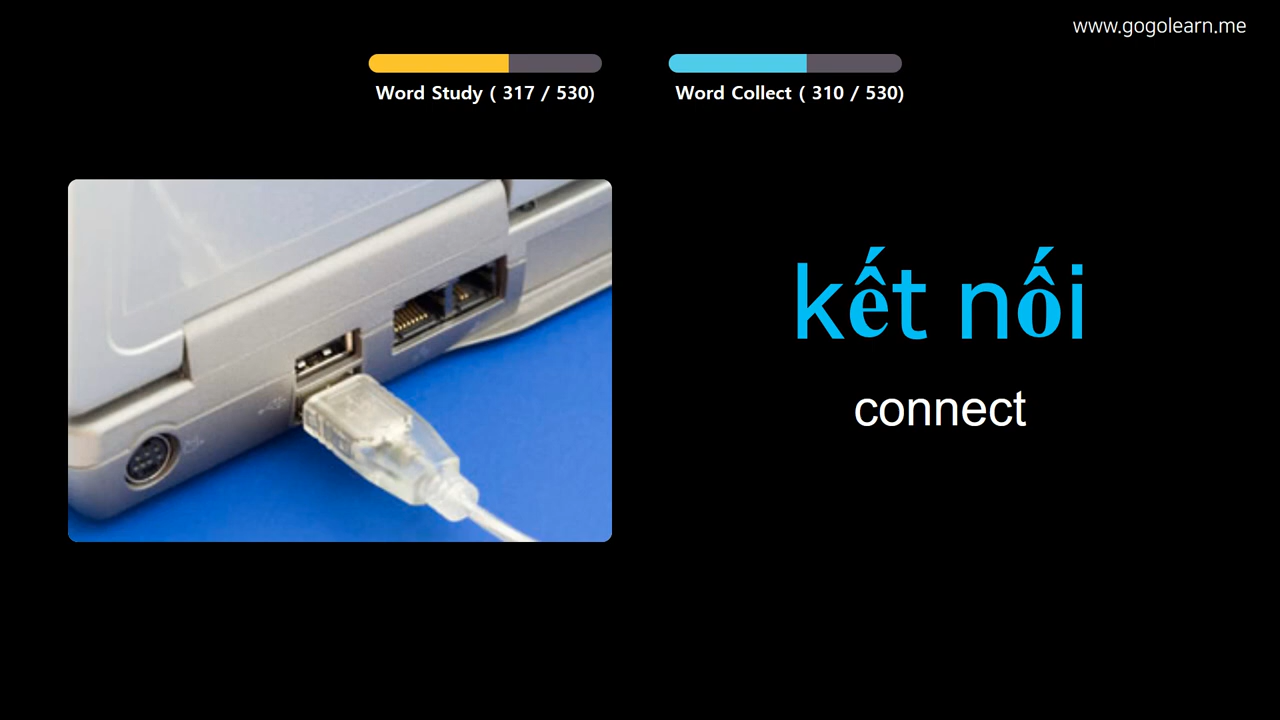 www.gogolearn.me
Word Study ( 317 / 530)
Word Collect ( 310 / 530)
kết nối
connect